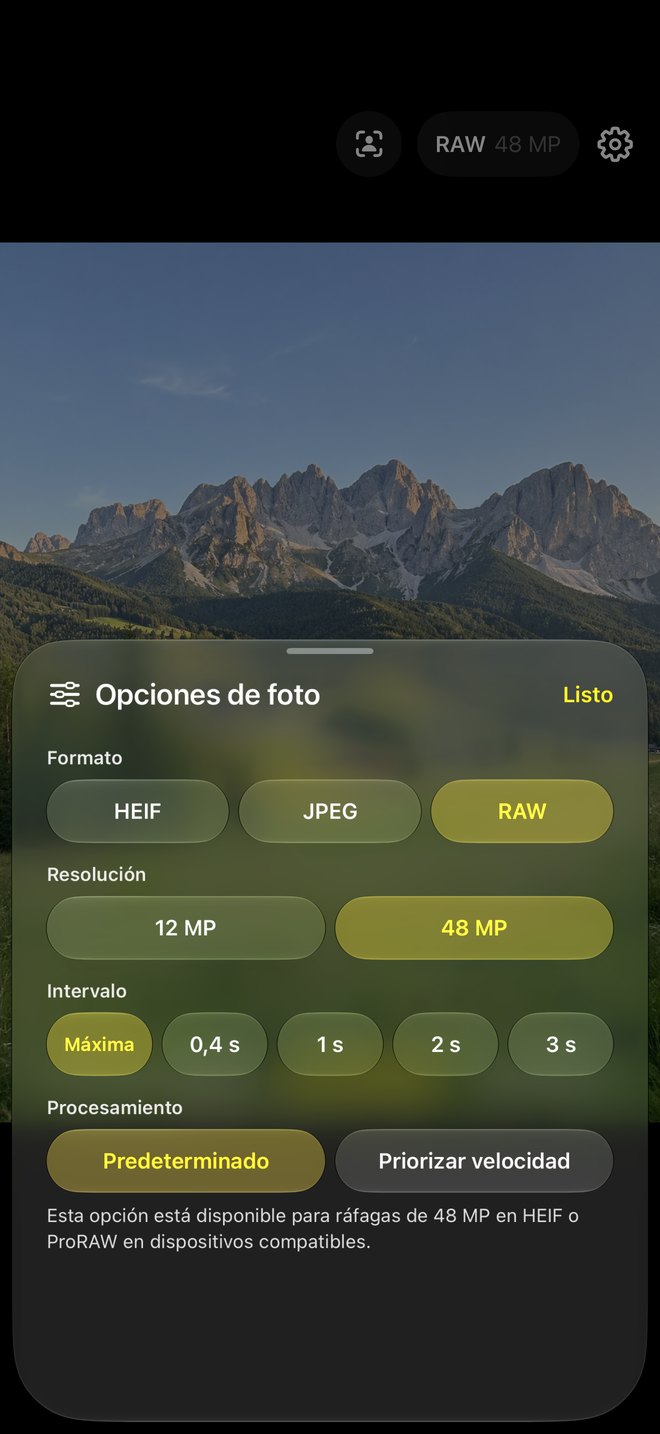 RAW 48 MP
Opciones de foto
Listo
Formato
HEIF
JPEG
RAW
Resolución
12 MP
48 MP
Intervalo
Máxima
0,4 s
1 s
2 s
3 s
Procesamiento
Predeterminado
Priorizar velocidad
Esta opción está disponible para ráfagas de 48 MP en HEIF o
ProRAW en dispositivos compatibles.